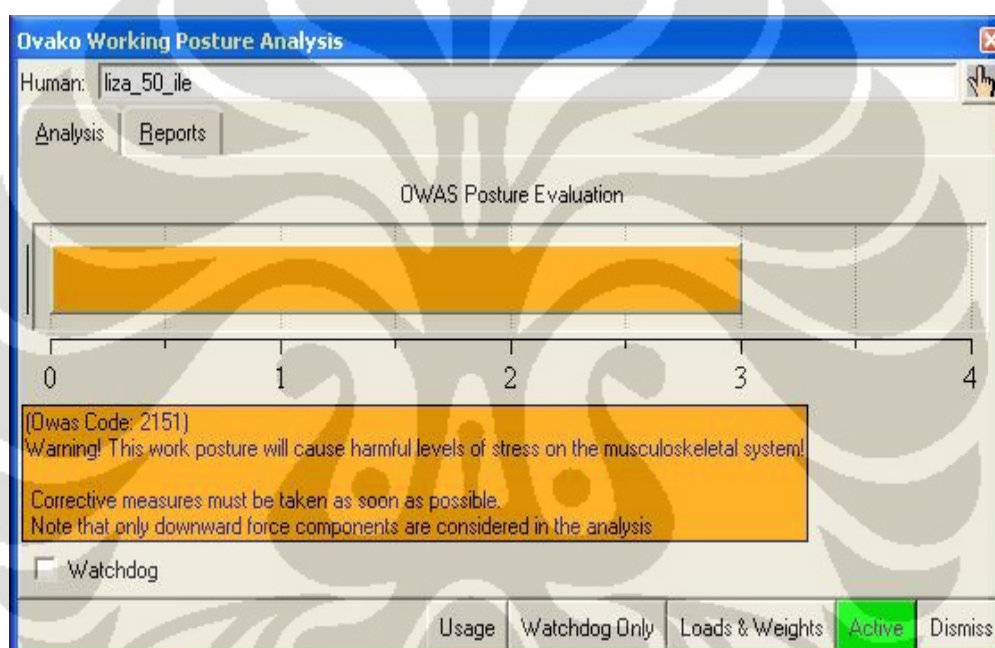 Ovako Working Posture Analysis
Human: liza_50_ile
Analysis Reports
OWAS Posture Evaluation
0 1 2 3 4
(Owas Code: 2151)
Warning! This work posture will cause harmful levels of stress on the musculoskeletal system!
Corrective measures must be taken as soon as possible.
Note that only downward force components are considered in the analysis
Watchdog
Usage Watchdog Only Loads & Weights Active Dismiss